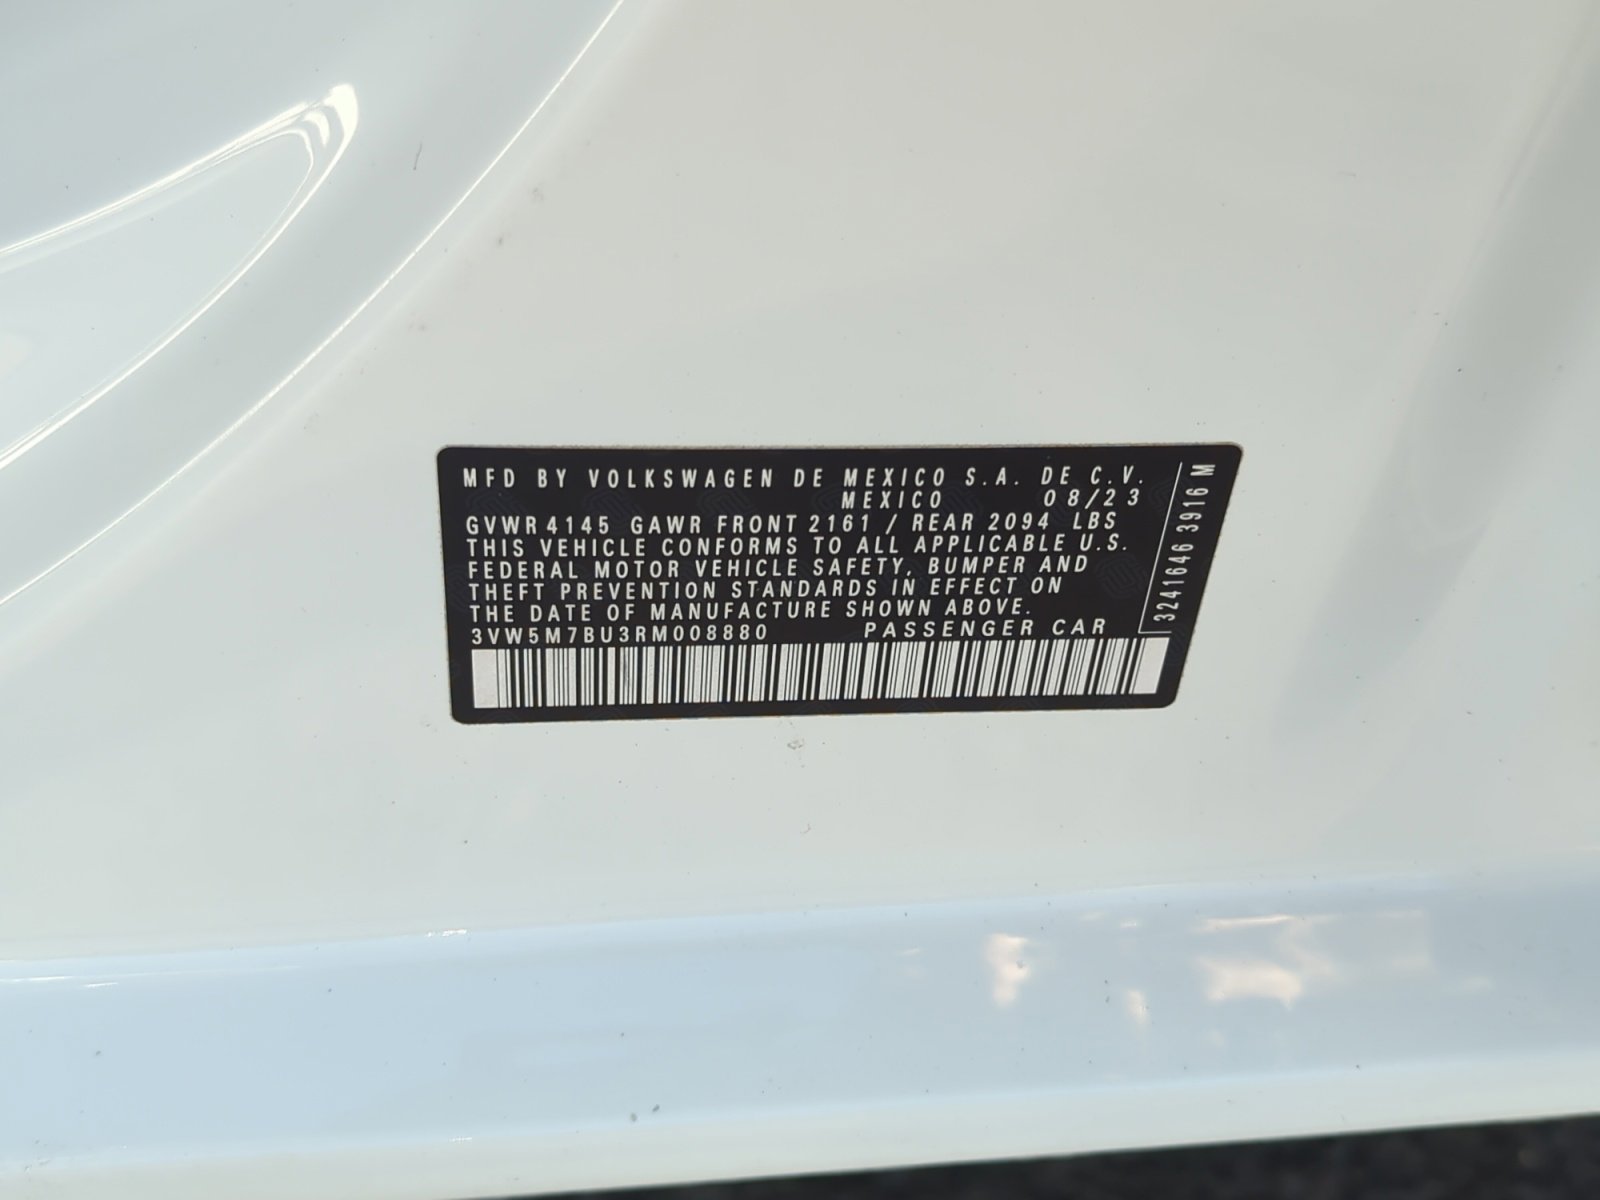 MFD BY VOLKSWAGEN DE MEXICO S.A. DE C.V.
MEXICO 08/23
GVWR 4145 GAWR FRONT 2161 / REAR 2094 LBS
THIS VEHICLE CONFORMS TO ALL APPLICABLE U.S.
FEDERAL MOTOR VEHICLE SAFETY, BUMPER AND
THEFT PREVENTION STANDARDS IN EFFECT ON
THE DATE OF MANUFACTURE SHOWN ABOVE.
3VW5M7BU3RM008880 PASSENGER CAR
3241646 3916 M